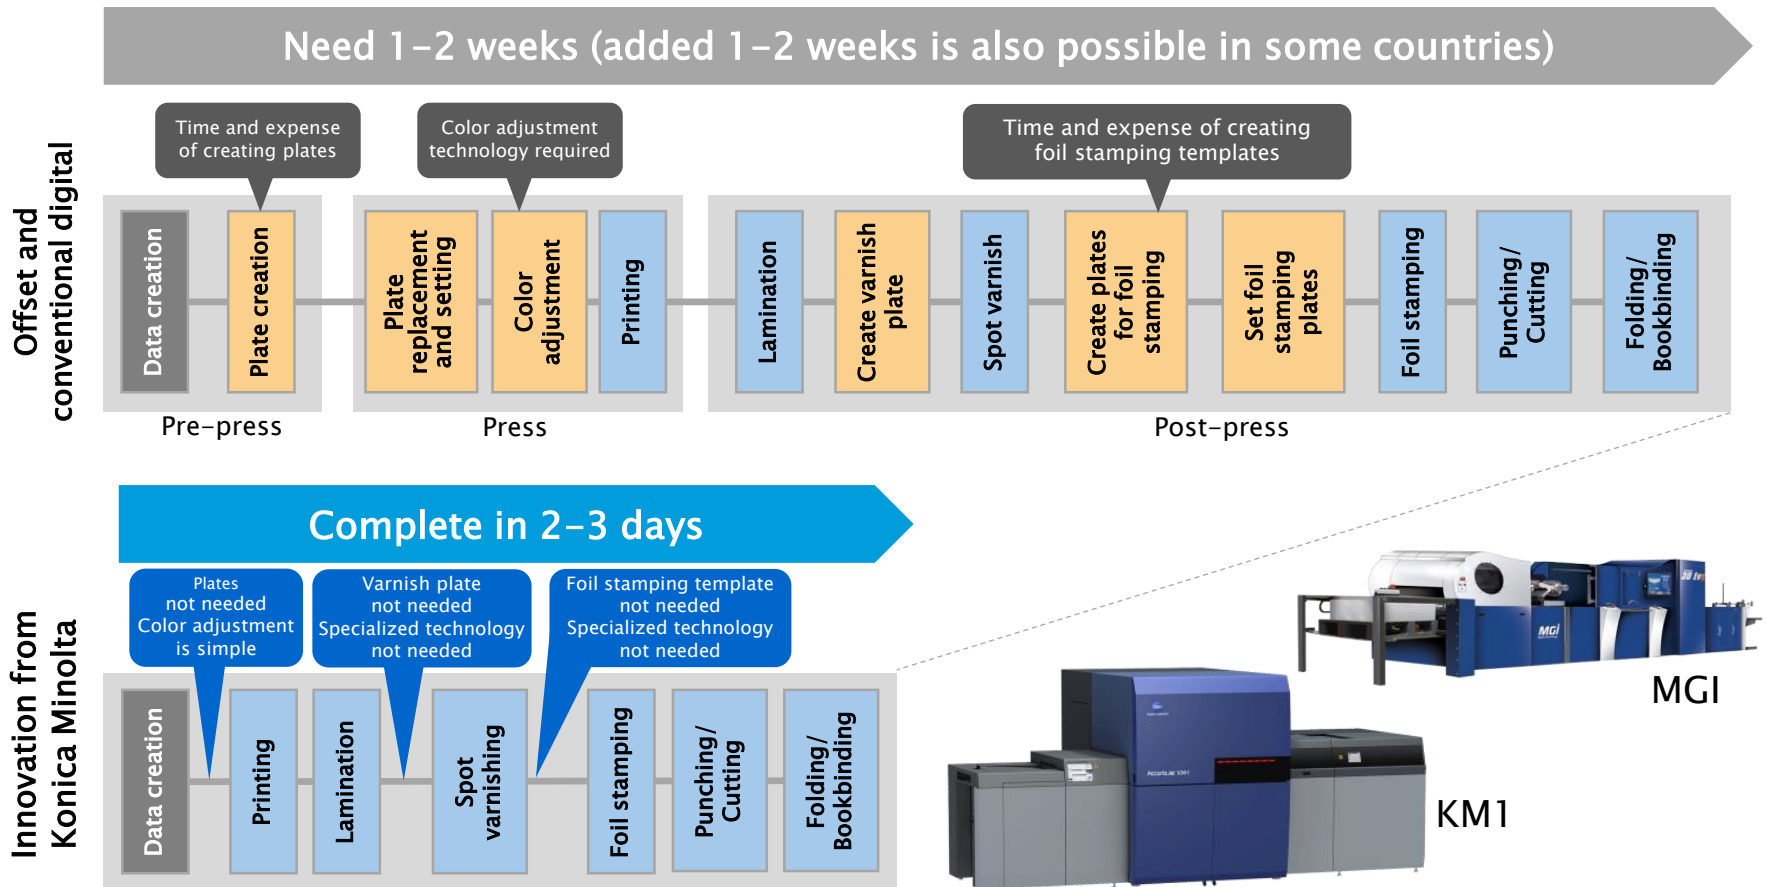 Need 1-2 weeks (added 1-2 weeks is also possible in some countries)
Offset and
conventional digital
Time and expense
of creating plates
Color adjustment
technology required
Time and expense of creating
foil stamping templates
Data creation
Plate creation
Plate
replacement
and setting
Color
adjustment
Printing
Lamination
Create varnish
plate
Spot varnish
Create plates
for foil
stamping
Set foil
stamping
plates
Foil stamping
Punching/
Cutting
Folding/
Bookbinding
Pre-press
Press
Post-press
Innovation from
Konica Minolta
Complete in 2-3 days
Plates
not needed
Color adjustment
is simple
Varnish plate
not needed
Specialized technology
not needed
Foil stamping template
not needed
Specialized technology
not needed
Data creation
Printing
Lamination
Spot
varnishing
Foil stamping
Punching/
Cutting
Folding/
Bookbinding
MGI
MGI
KM1